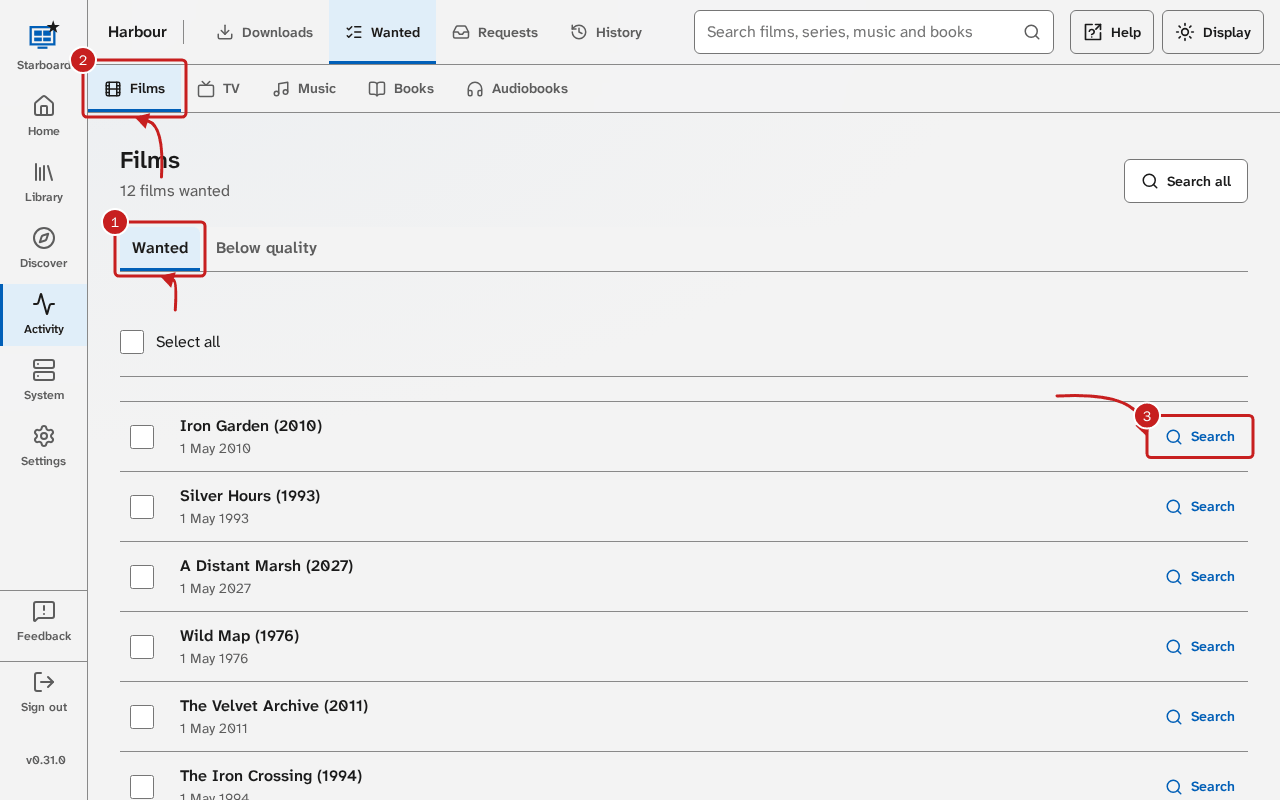 Starboard
Home
Library
Discover
Activity
System
Settings
Feedback
Sign out
v0.31.0
Harbour
Downloads
Wanted
Requests
History
Search films, series, music and books
Help
Display
2
Films
TV
Music
Books
Audiobooks
Films
12 films wanted
Search all
1
Wanted
Below quality
Select all
3
Iron Garden (2010)
1 May 2010
Search
Silver Hours (1993)
1 May 1993
Search
A Distant Marsh (2027)
1 May 2027
Search
Wild Map (1976)
1 May 1976
Search
The Velvet Archive (2011)
1 May 2011
Search
The Iron Crossing (1994)
1 May 1994
Search